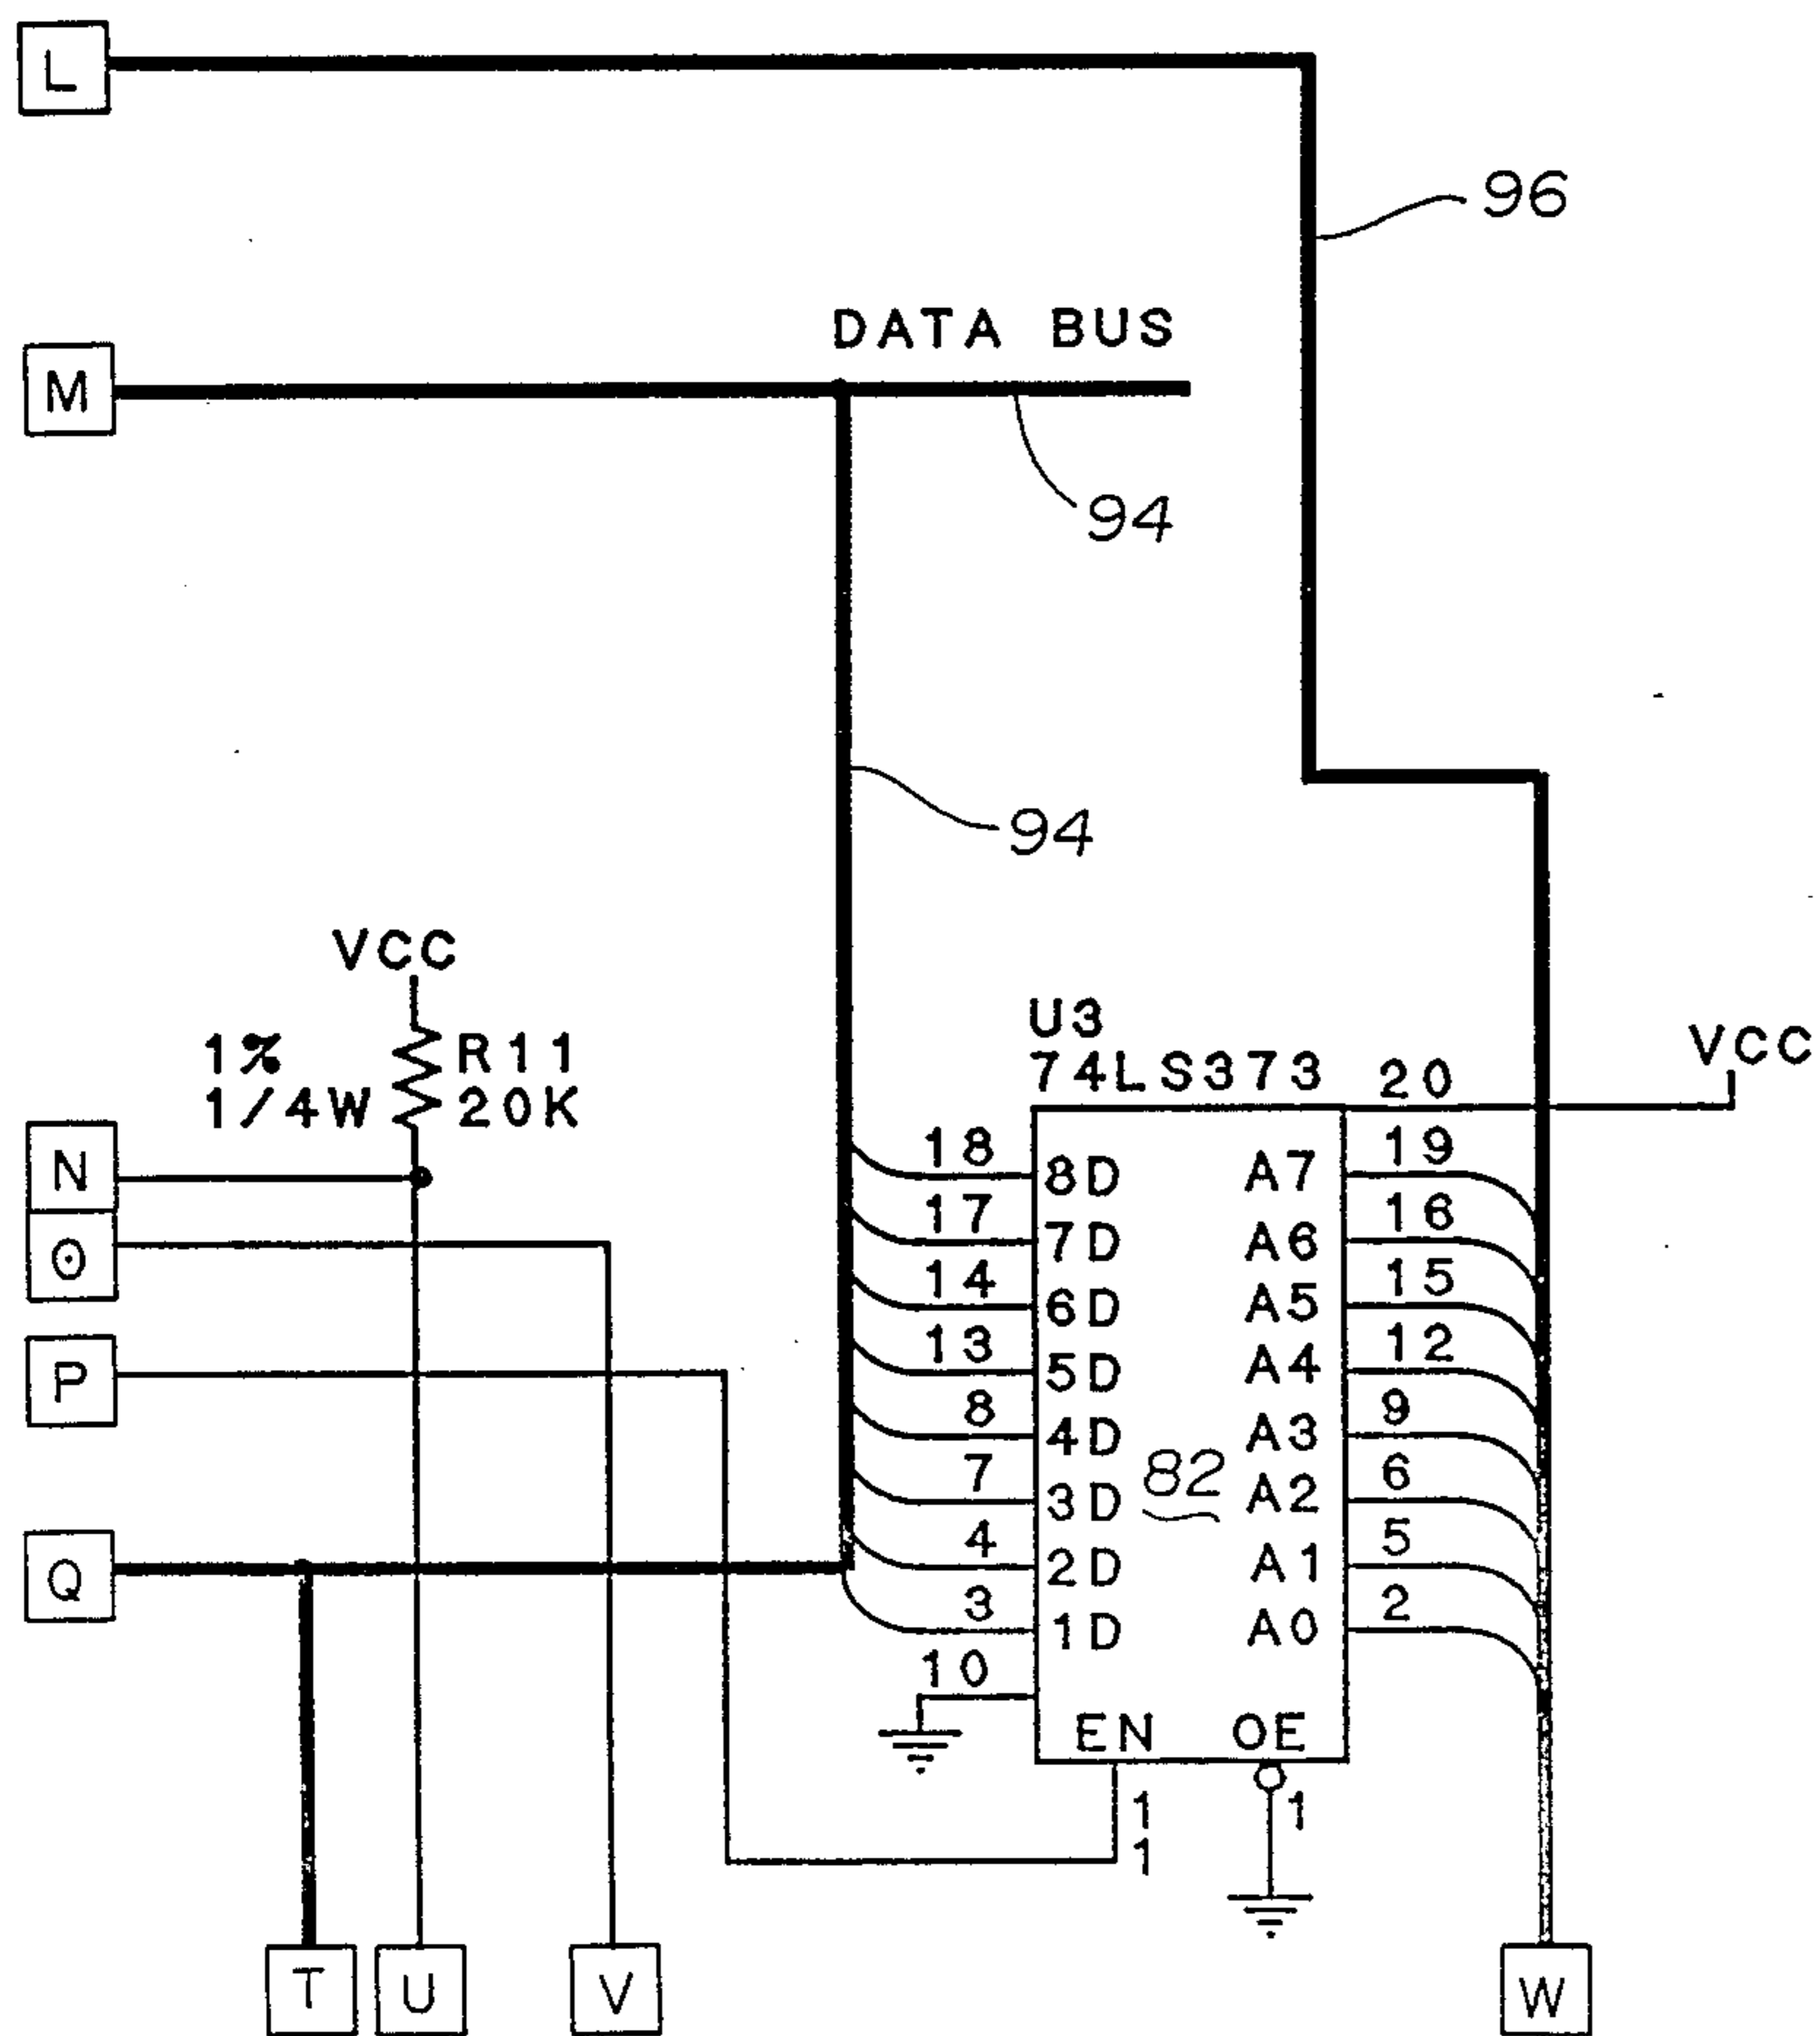 L
96
DATA BUS
M
94
94
VCC
1% R11
1/4W 20K
U3
74LS373 20 VCC
N
18 8D A7 19
O
17 7D A6 16
14 6D A5 15
P
13 5D A4 12
8 4D A3 9
7 3D 82 A2 6
Q
4 2D A1 5
3 1D A0 2
10
EN OE
11 1
T U V W